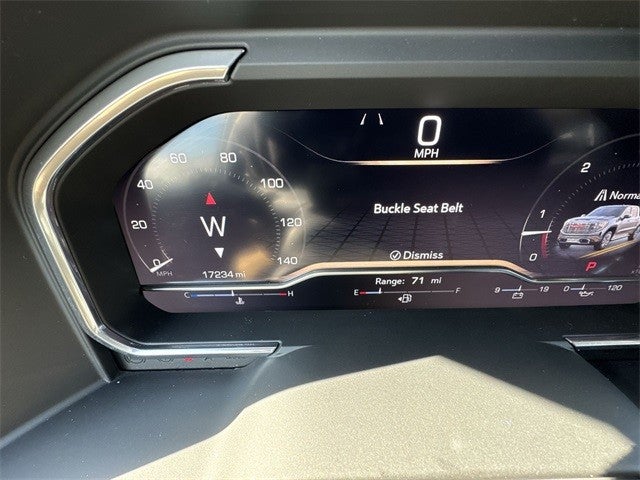 0
MPH
60 80
40 100
20 120
0 140
MPH
W
17234 mi
C H
Buckle Seat Belt
Dismiss
Range: 71 mi
E F
2
1
0
Norma
P
9 19
0 120